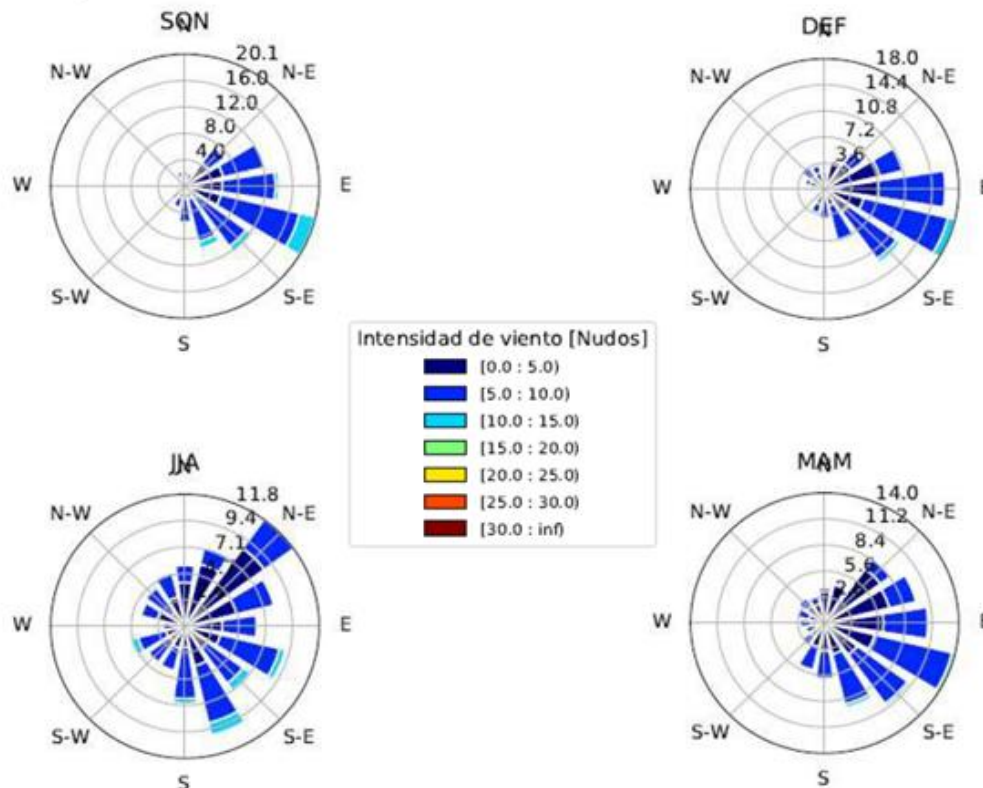 SON
N
20.1
N-W
N-E
16.0
12.0
8.0
4.0
W
E
S-W
S-E
S
DEF
N
18.0
N-W
N-E
14.4
10.8
7.2
3.6
W
S-W
S-E
S
Intensidad de viento [Nudos]
[0.0 : 5.0)
[5.0 : 10.0)
[10.0 : 15.0)
[15.0 : 20.0)
[20.0 : 25.0)
[25.0 : 30.0)
[30.0 : inf)
JJA
N
11.8
N-W
N-E
9.4
7.1
W
E
S-W
S-E
S
MAM
N
14.0
N-W
N-E
11.2
8.4
5.6
W
S-W
S-E
S